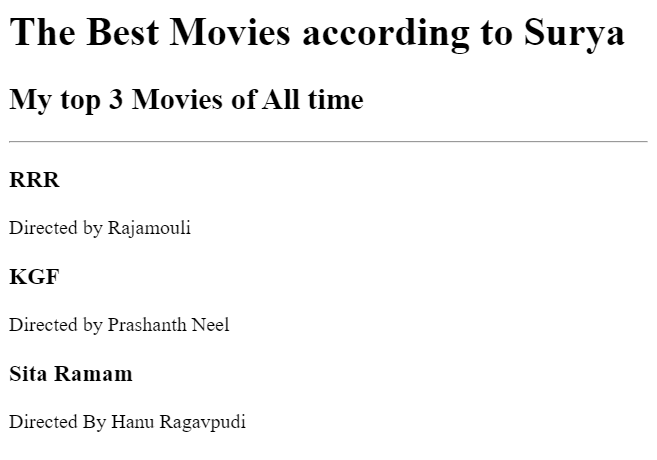 The Best Movies according to Surya
My top 3 Movies of All time
RRR
Directed by Rajamouli
KGF
Directed by Prashanth Neel
Sita Ramam
Directed By Hanu Ragavpudi